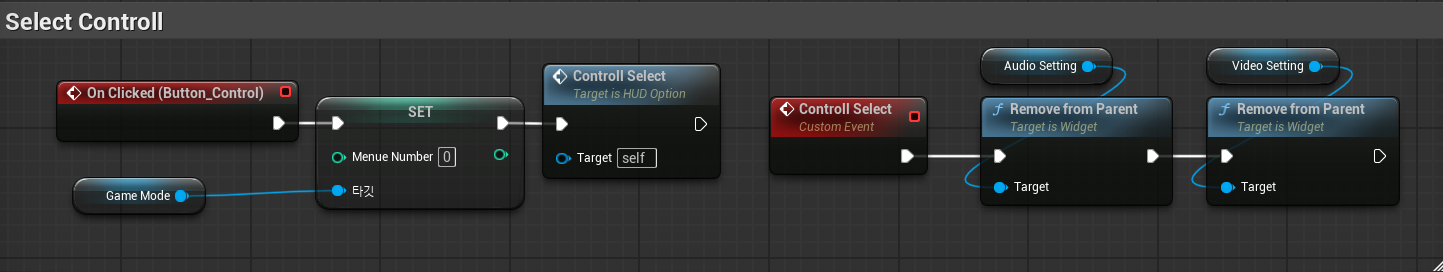 Select Controll
On Clicked (Button_Control)
SET
Menue Number 0
타깃
Game Mode
Controll Select
Target is HUD Option
Target self
Controll Select
Custom Event
Audio Setting
Remove from Parent
Target is Widget
Target
Video Setting
Remove from Parent
Target is Widget
Target